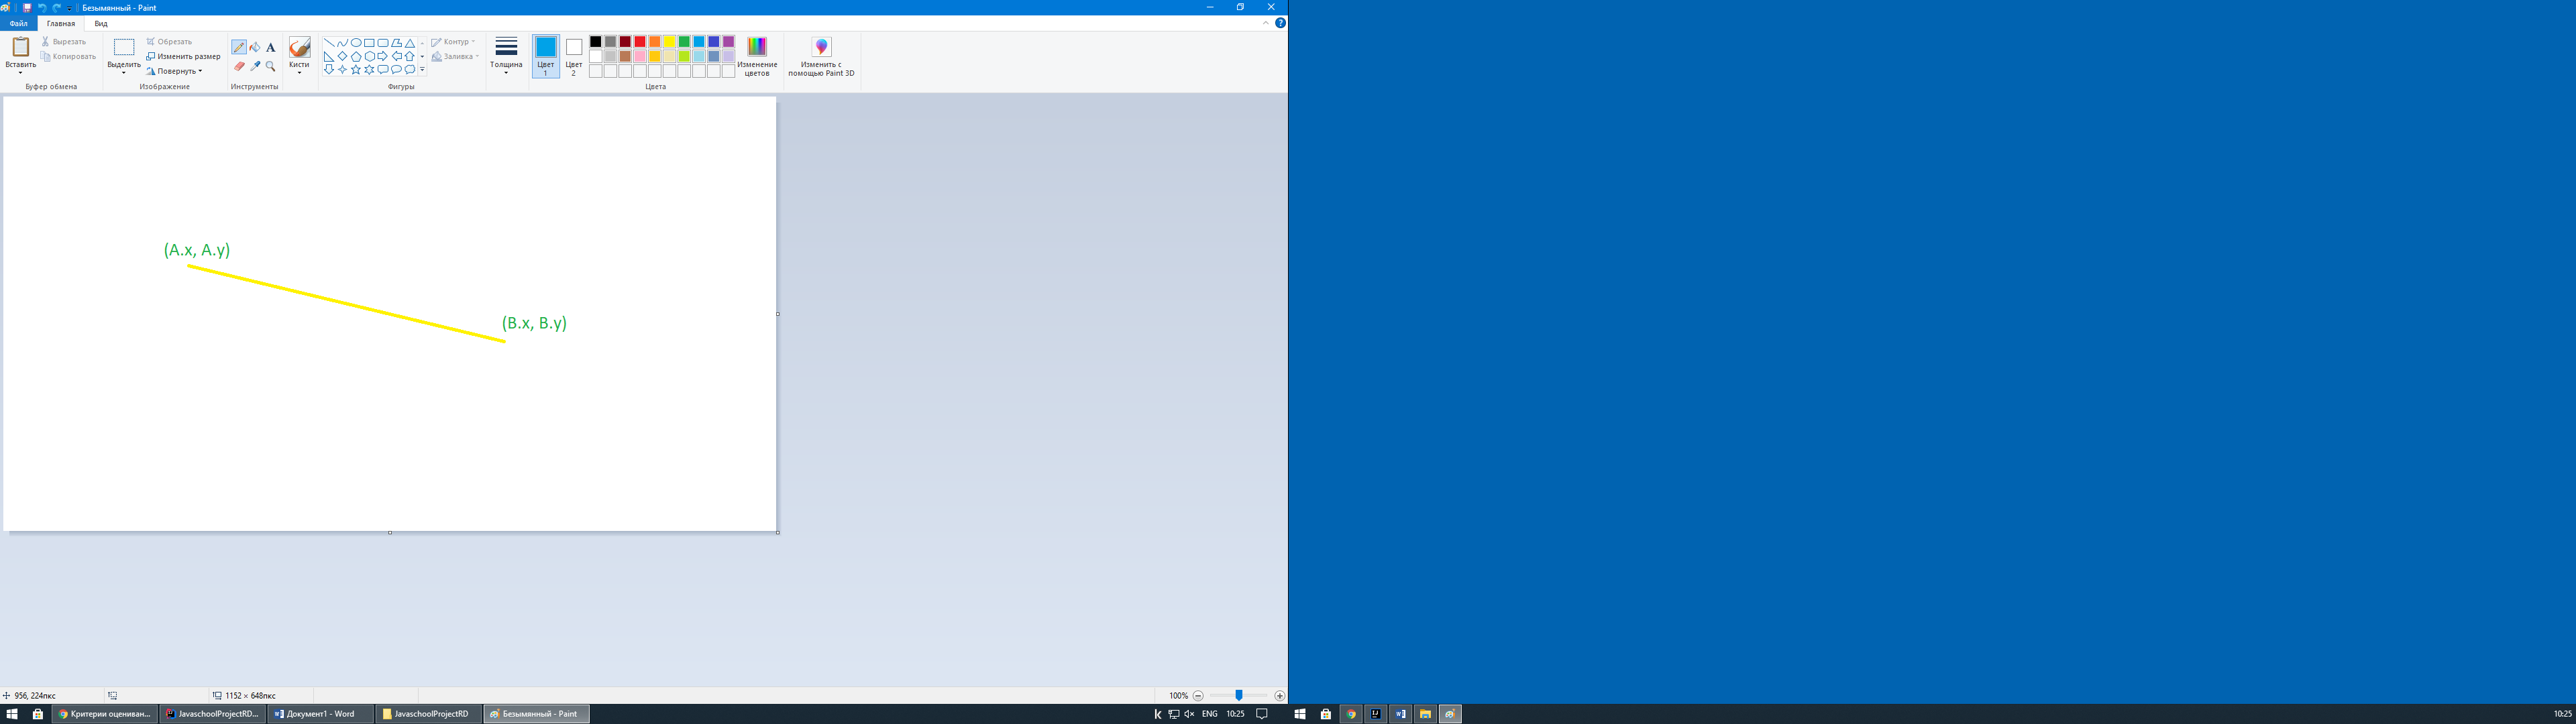 Безымянный - Paint
Файл Главная Вид
Вставить
Вырезать
Копировать
Буфер обмена
Выделить
Обрезать
Изменить размер
Повернуть
Изображение
A
Инструменты
Кисти
Контур
Заливка
Фигуры
Толщина
Цвет 1
Цвет 2
Изменение цветов
Цвета
Изменить с помощью Paint 3D
?
(A.x, A.y)
(B.x, B.y)
956, 224пкс
1152 × 648пкс
100%
Критерии оцениван...
JavaschoolProjectRD...
Документ1 - Word
JavaschoolProjectRD
Безымянный - Paint
ENG
10:25
10:25